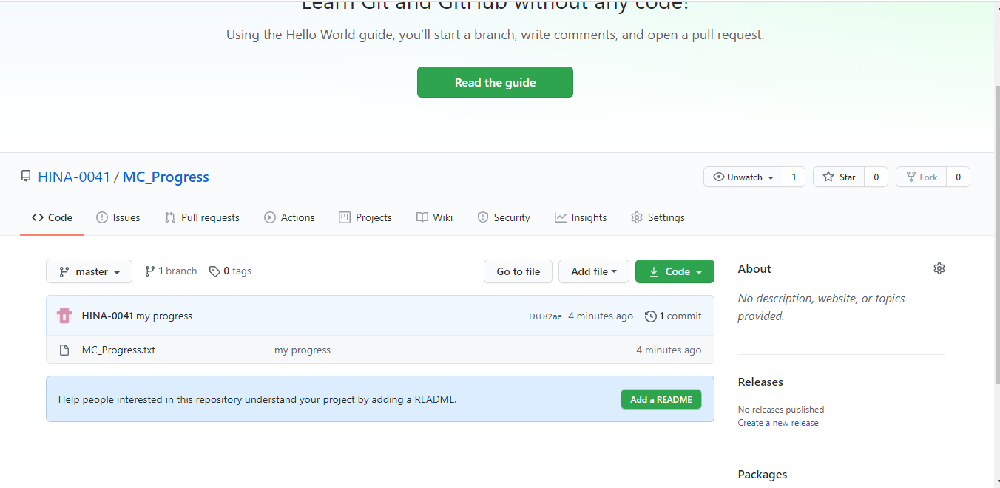 Learn Git and GitHub without any code!
Using the Hello World guide, you’ll start a branch, write comments, and open a pull request.
Read the guide
HINA-0041 / MC_Progress
Unwatch 1 Star 0 Fork 0
Code Issues Pull requests Actions Projects Wiki Security Insights Settings
master 1 branch 0 tags Go to file Add file Code
About
No description, website, or topics
provided.
HINA-0041 my progress f8f82ae 4 minutes ago 1 commit
MC_Progress.txt my progress 4 minutes ago
Help people interested in this repository understand your project by adding a README. Add a README
Releases
No releases published
Create a new release
Packages